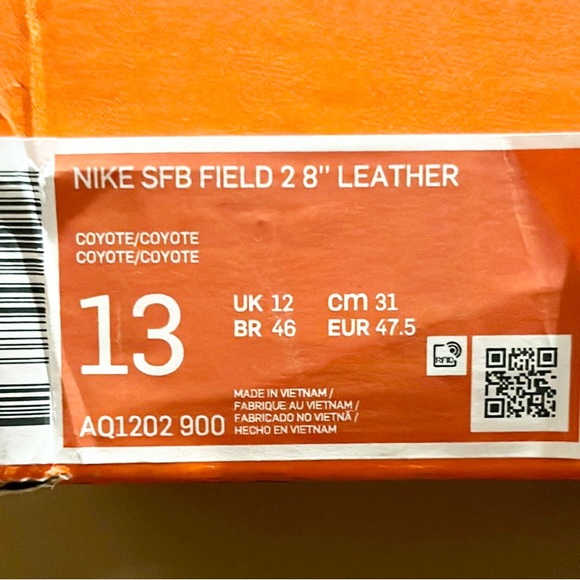 NIKE SFB FIELD 2 8" LEATHER
COYOTE/COYOTE
COYOTE/COYOTE
13
UK 12 cm 31
BR 46 EUR 47.5
RFID
AQ1202 900
MADE IN VIETNAM /
FABRIQUE AU VIETNAM /
FABRICADO NO VIETNÃ /
HECHO EN VIETNAM